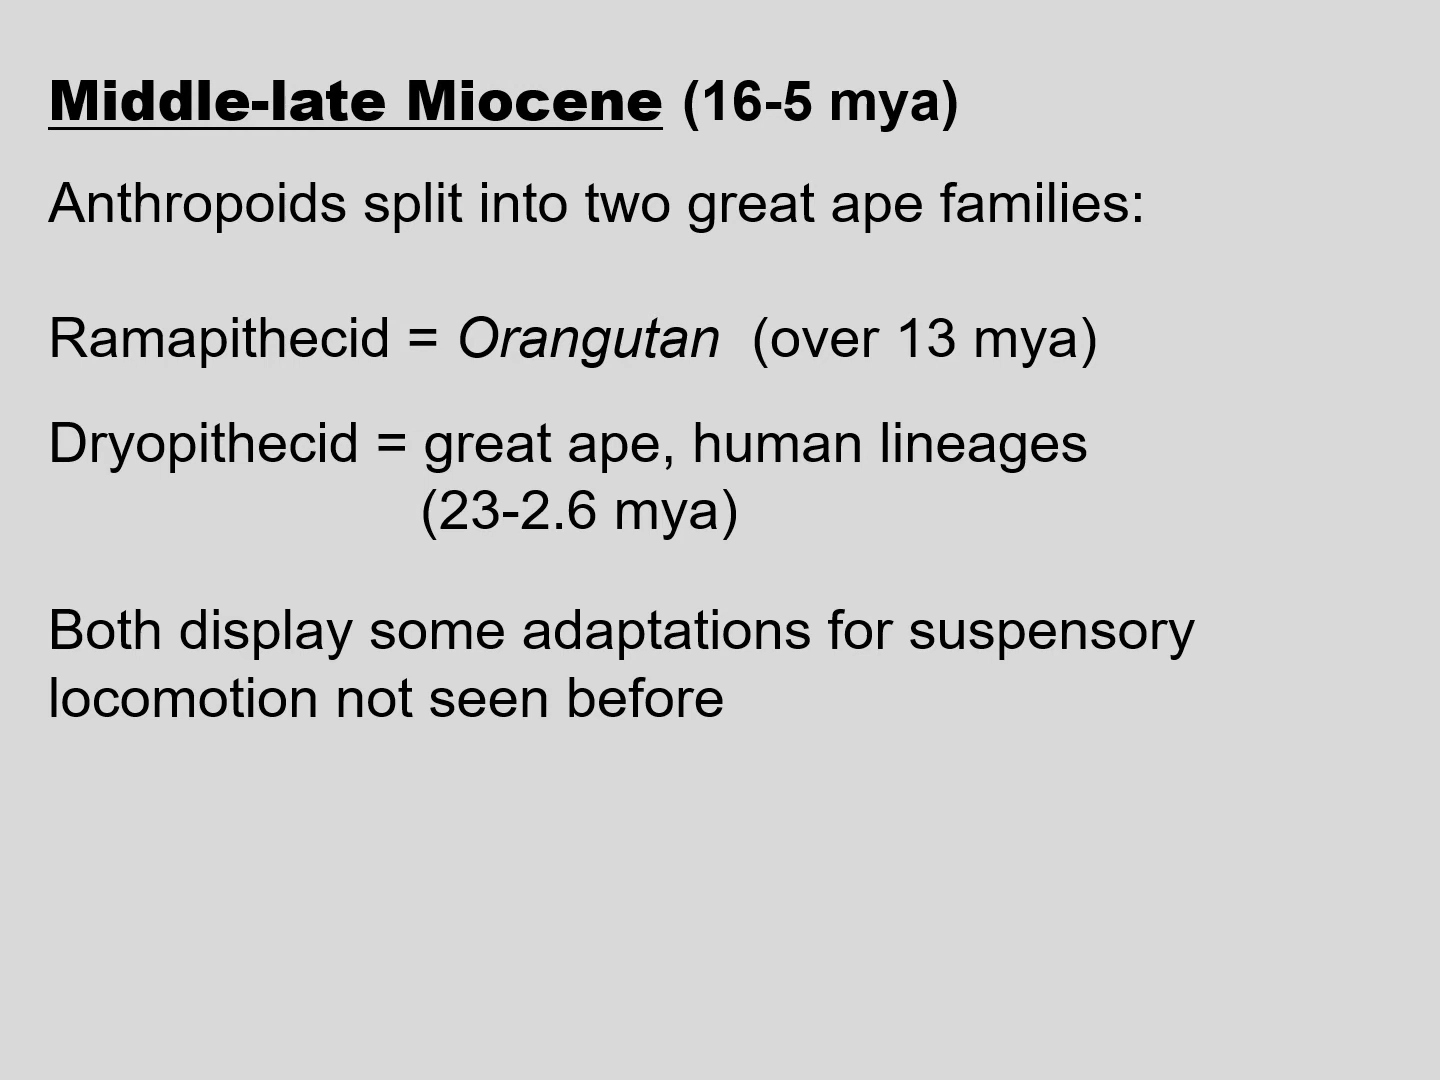 Middle-late Miocene (16-5 mya)
Anthropoids split into two great ape families:
Ramapithecid = Orangutan (over 13 mya)
Dryopithecid = great ape, human lineages
(23-2.6 mya)
Both display some adaptations for suspensory
locomotion not seen before